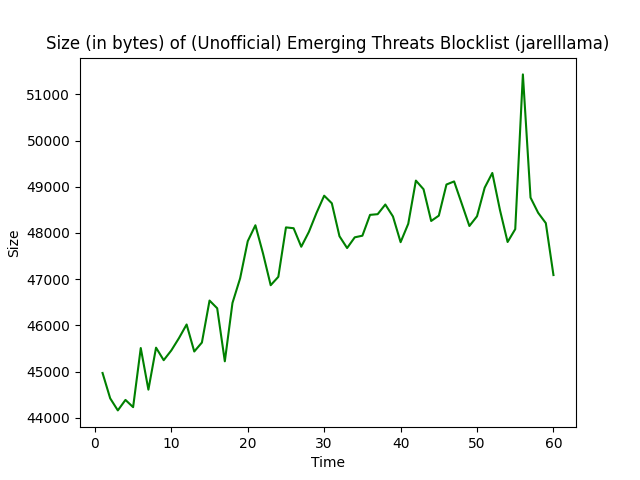 Size (in bytes) of (Unofficial) Emerging Threats Blocklist (jarelllama)
51000
50000
49000
48000
47000
46000
45000
44000
Size
0 10 20 30 40 50 60
Time